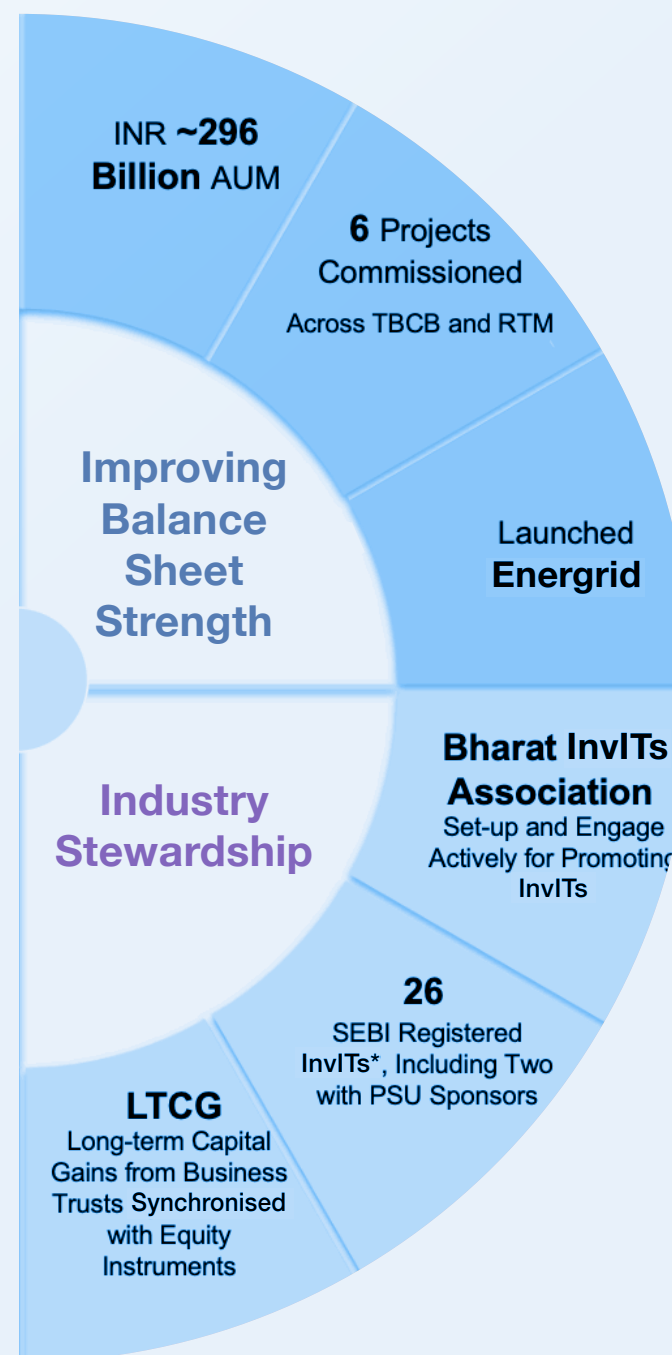 INR ~296
Billion AUM
6 Projects
Commissioned
Across TBCB and RTM
Improving
Balance
Sheet
Strength
Launched
Energrid
Bharat InvITs
Association
Set-up and Engage
Actively for Promoting
InvITs
Industry
Stewardship
26
SEBI Registered
InvITs*, Including Two
with PSU Sponsors
LTCG
Long-term Capital
Gains from Business
Trusts Synchronised
with Equity
Instruments